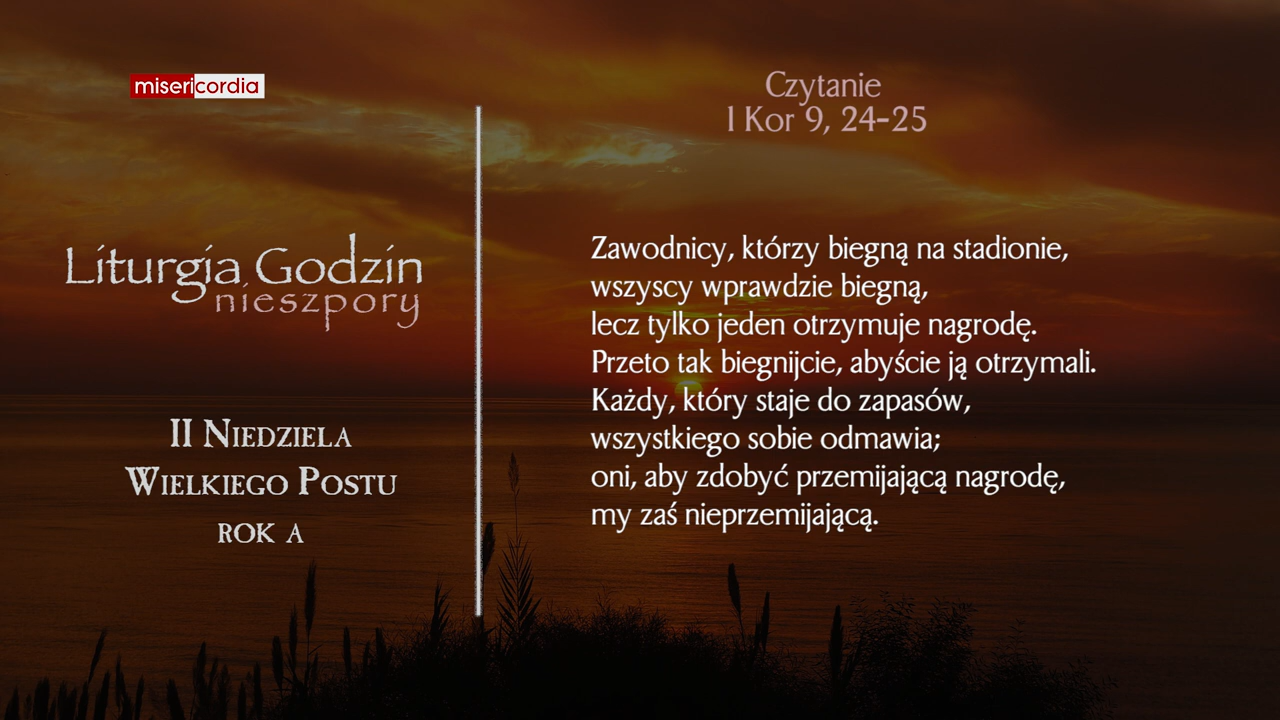 misericordia
Liturgia Godzin
nieszpory
II Niedziela
Wielkiego Postu
rok A
Czytanie
1 Kor 9, 24-25
Zawodnicy, którzy biegną na stadionie,
wszyscy wprawdzie biegną,
lecz tylko jeden otrzymuje nagrodę.
Przeto tak biegnijcie, abyście ją otrzymali.
Każdy, który staje do zapasów,
wszystkiego sobie odmawia;
oni, aby zdobyć przemijającą nagrodę,
my zaś nieprzemijającą.